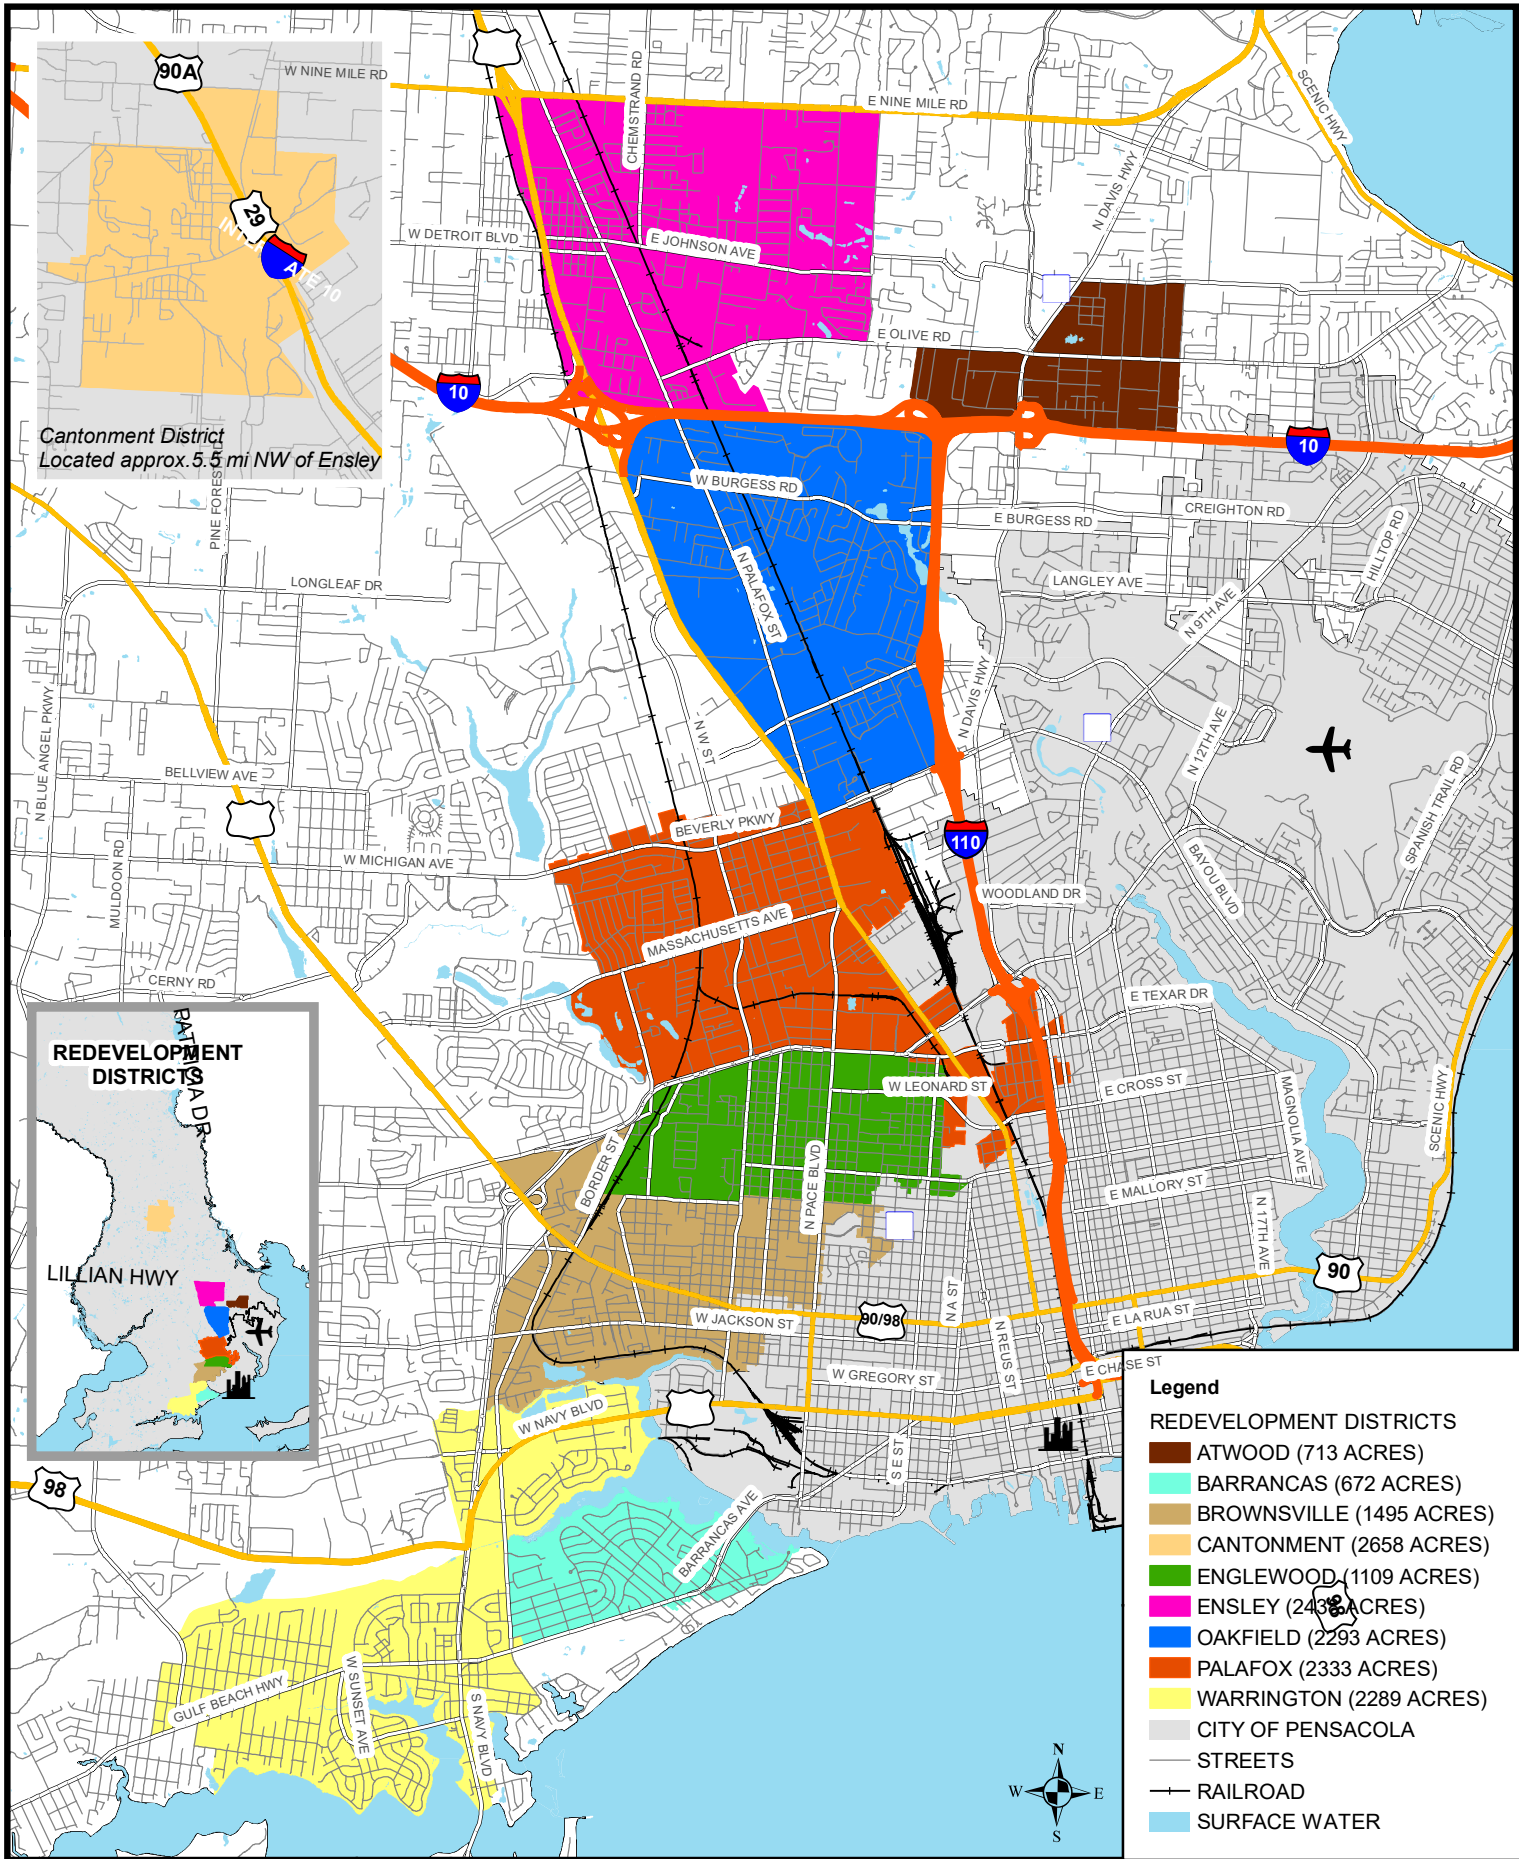 90A
W NINE MILE RD
29
Cantonment District
Located approx.5.5 mi NW of Ensley
CHEMSTRAND RD
E NINE MILE RD
SCENIC HWY
N DAVIS HWY
W DETROIT BLVD
E JOHNSON AVE
E OLIVE RD
10
10
PINE FOREST RD
W BURGESS RD
E BURGESS RD
CREIGHTON RD
HILLTOP RD
LONGLEAF DR
LANGLEY AVE
N PALAFOX ST
N 9TH AVE
N BLUE ANGEL PKWY
N W ST
N DAVIS HWY
N 12TH AVE
BELLVIEW AVE
SPANISH TRAIL RD
BEVERLY PKWY
110
W MICHIGAN AVE
MULDOON RD
WOODLAND DR
BAYOU BLVD
MASSACHUSETTS AVE
CERNY RD
E TEXAR DR
REDEVELOPMENT
DISTRICTS
LILLIAN HWY
W LEONARD ST
E CROSS ST
MAGNOLIA AVE
SCENIC HWY
BORDER ST
N PACE BLVD
E MALLORY ST
N 17TH AVE
90
W JACKSON ST
90/98
N A ST
N REUS ST
E LA RUA ST
E CHASE ST
W GREGORY ST
W NAVY BLVD
S E ST
98
BARRANCAS AVE
GULF BEACH HWY
W SUNSET AVE
S NAVY BLVD
N
W
E
S
Legend
REDEVELOPMENT DISTRICTS
ATWOOD (713 ACRES)
BARRANCAS (672 ACRES)
BROWNSVILLE (1495 ACRES)
CANTONMENT (2658 ACRES)
ENGLEWOOD (1109 ACRES)
ENSLEY ACRES)
98
OAKFIELD (2293 ACRES)
PALAFOX (2333 ACRES)
WARRINGTON (2289 ACRES)
CITY OF PENSACOLA
STREETS
RAILROAD
SURFACE WATER